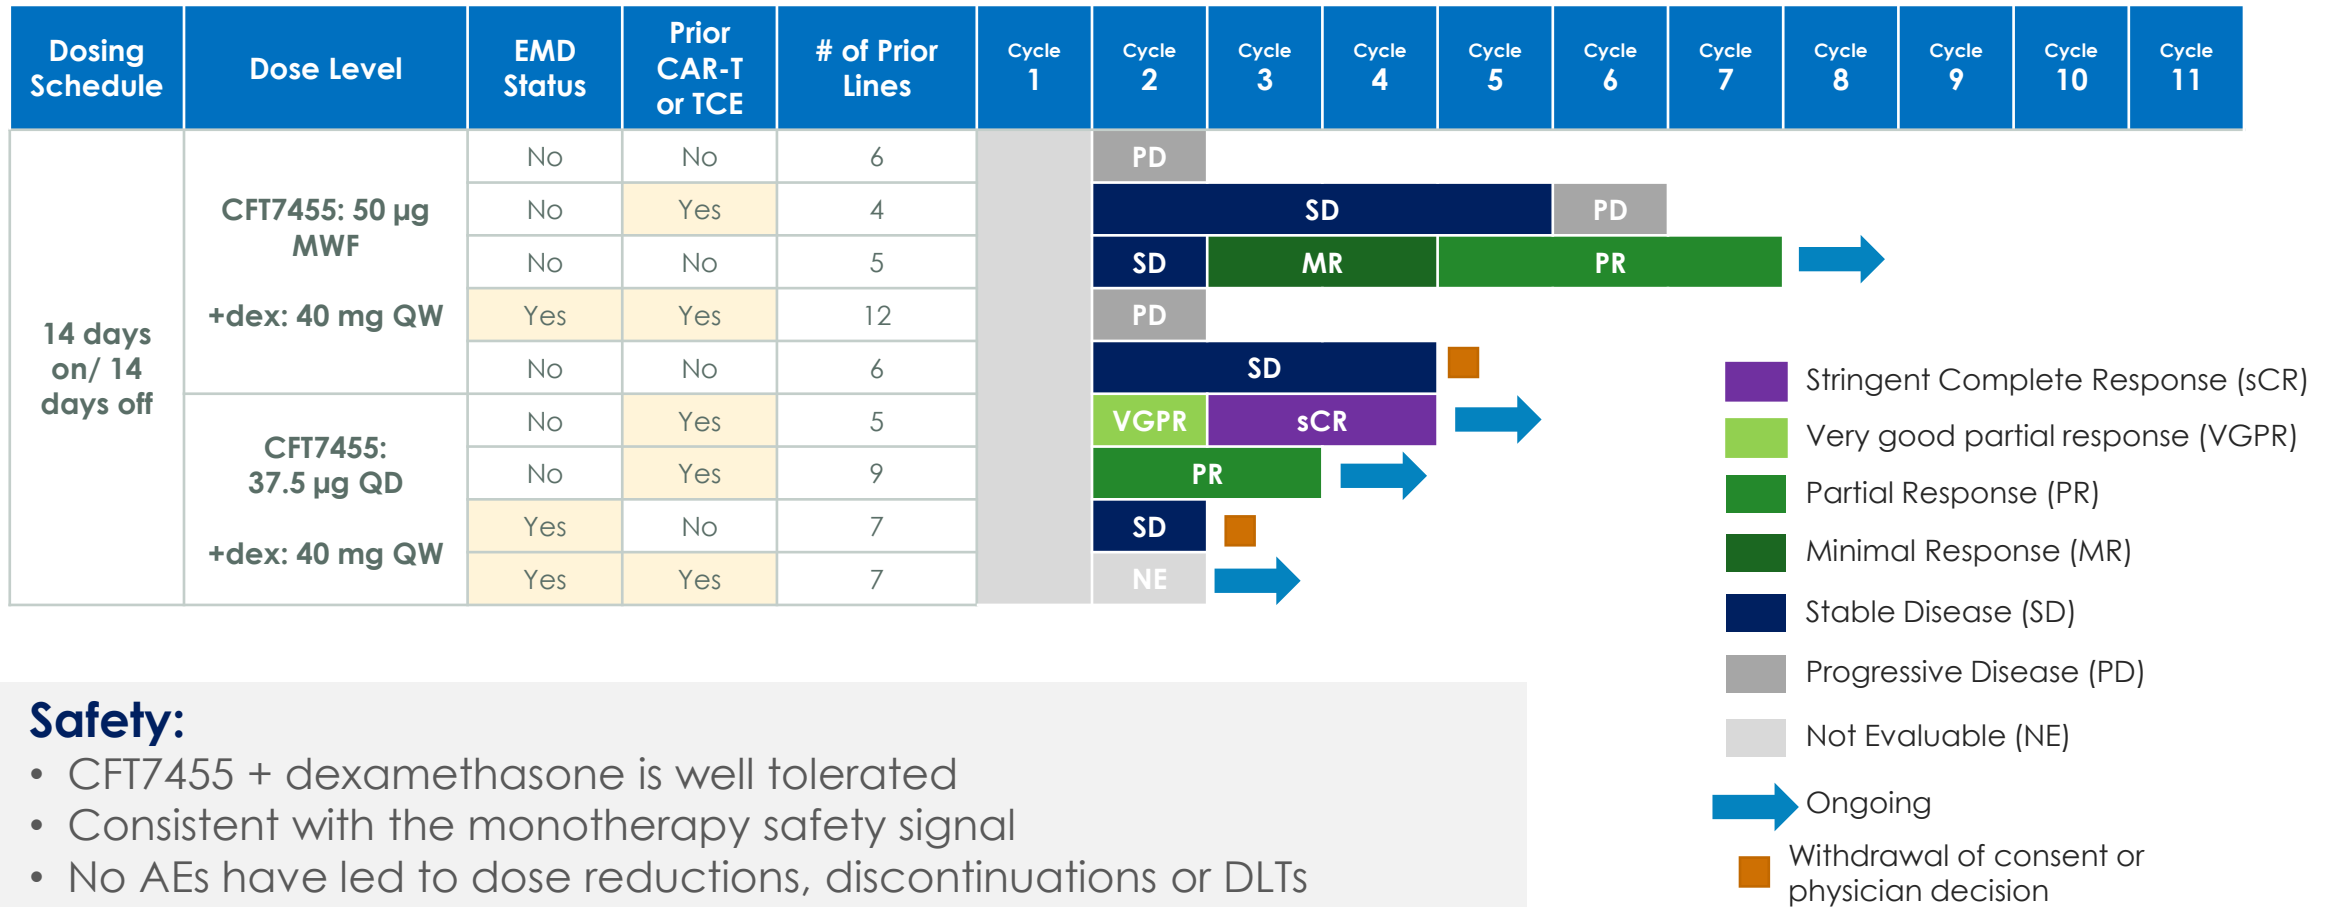 Dosing Schedule
Dose Level
EMD Status
Prior CAR-T or TCE
# of Prior Lines
Cycle 1
Cycle 2
Cycle 3
Cycle 4
Cycle 5
Cycle 6
Cycle 7
Cycle 8
Cycle 9
Cycle 10
Cycle 11
14 days on/ 14 days off
CFT7455: 50 µg MWF
+dex: 40 mg QW
No No 6 PD
No Yes 4 SD PD
No No 5 SD MR PR
Yes Yes 12 PD
No No 6 SD
CFT7455: 37.5 µg QD
+dex: 40 mg QW
No Yes 5 VGPR sCR
No Yes 9 PR
Yes No 7 SD
Yes Yes 7 NE
Stringent Complete Response (sCR)
Very good partial response (VGPR)
Partial Response (PR)
Minimal Response (MR)
Stable Disease (SD)
Progressive Disease (PD)
Not Evaluable (NE)
Ongoing
Withdrawal of consent or
physician decision
Safety:
• CFT7455 + dexamethasone is well tolerated
• Consistent with the monotherapy safety signal
• No AEs have led to dose reductions, discontinuations or DLTs